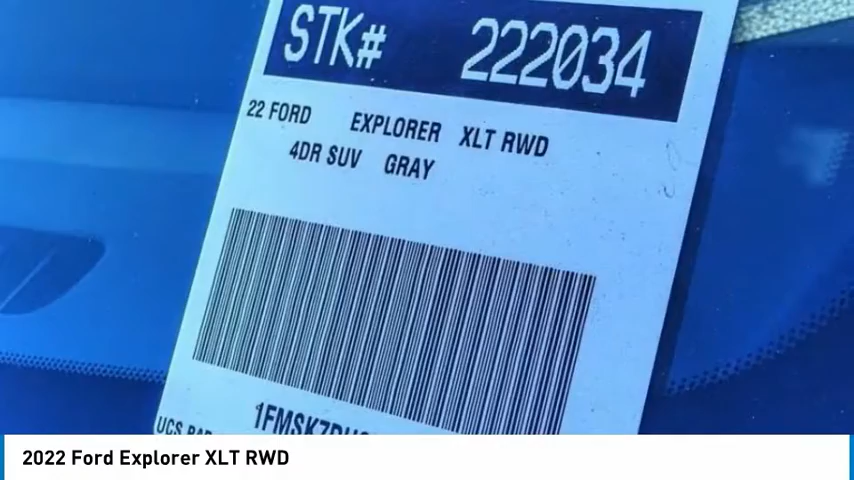 STK# 222034
22 FORD EXPLORER XLT RWD
4DR SUV GRAY
2022 Ford Explorer XLT RWD